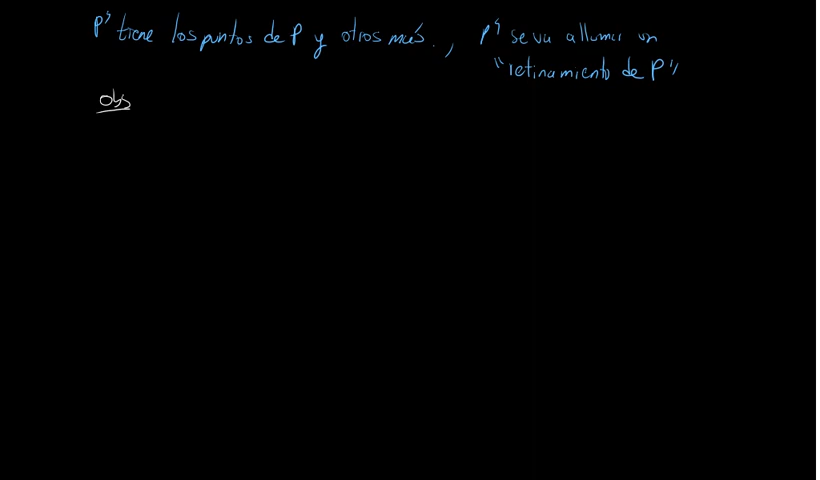 P' tiene los puntos de P y otros más., P' se va a llamar un
"refinamiento de P"
Obs